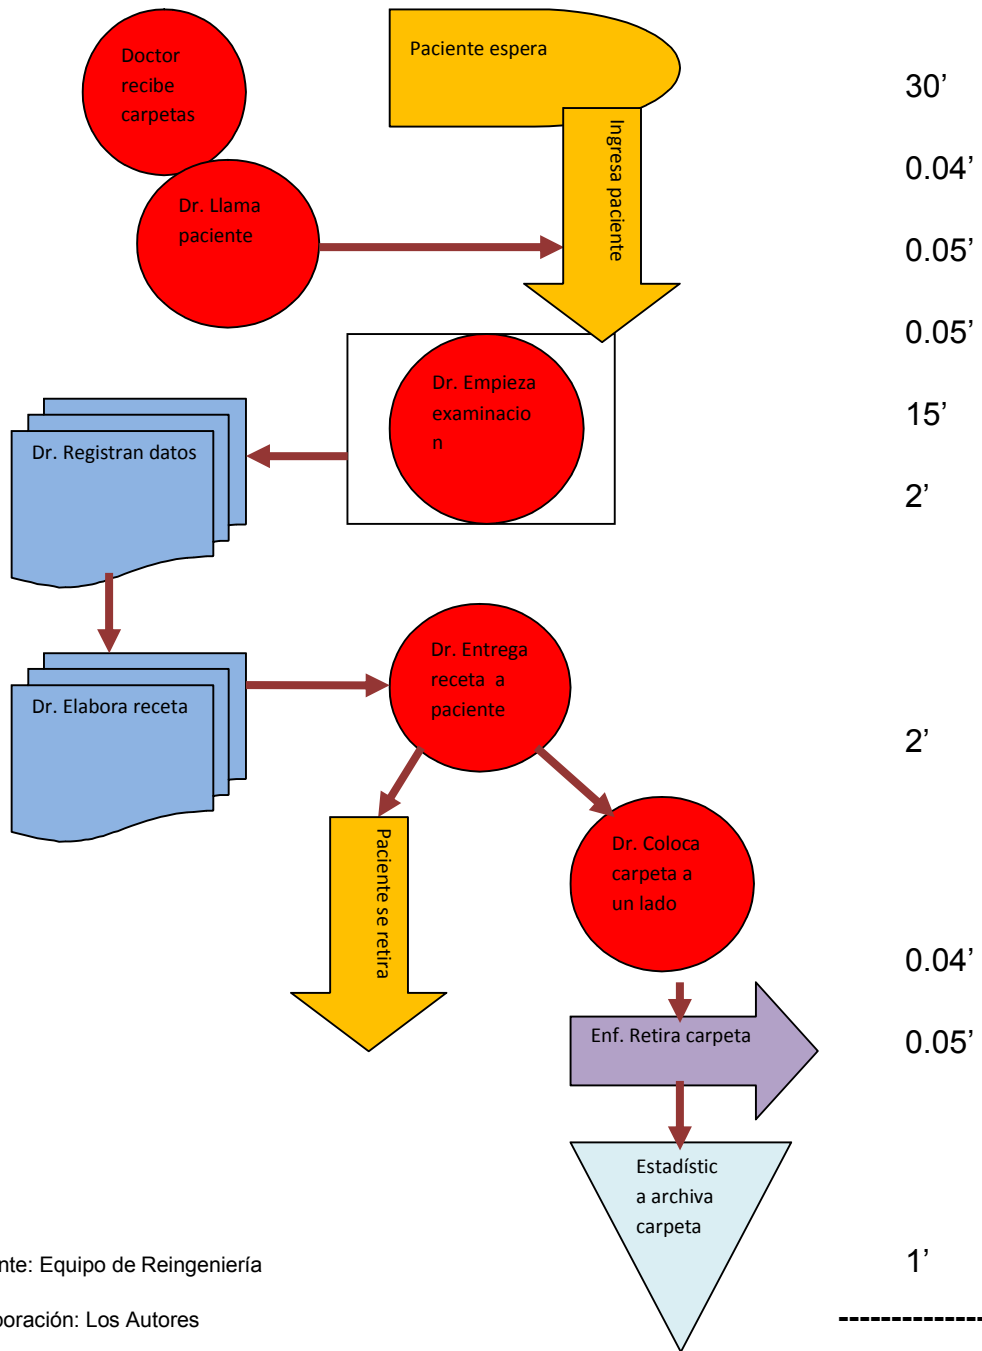 Doctor
recibe
carpetas
Paciente espera
30’
0.04’
Dr. Llama
paciente
Ingresa paciente
0.05’
0.05’
Dr. Empieza
examinacio
n
15’
Dr. Registran datos
2’
Dr. Entrega
receta a
paciente
Dr. Elabora receta
2’
Paciente se retira
Dr. Coloca
carpeta a
un lado
0.04’
Enf. Retira carpeta
0.05’
Estadístic
a archiva
carpeta
nte: Equipo de Reingeniería
1’
poración: Los Autores
--------------